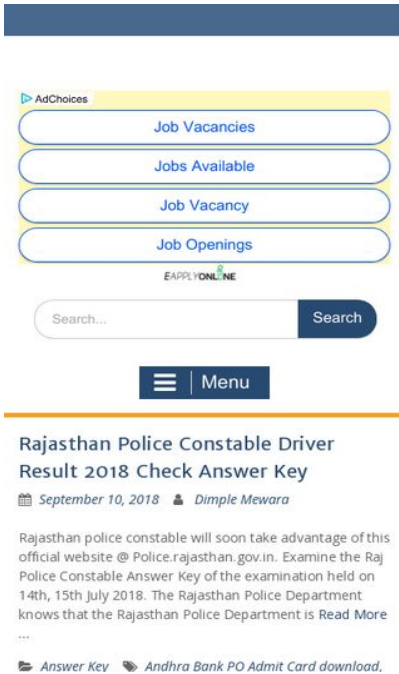 AdChoices
Job Vacancies
Jobs Available
Job Vacancy
Job Openings
EAPPLYONLINE
Search...
Search
Menu
Rajasthan Police Constable Driver
Result 2018 Check Answer Key
September 10, 2018 Dimple Mewara
Rajasthan police constable will soon take advantage of this
official website @ Police.rajasthan.gov.in. Examine the Raj
Police Constable Answer Key of the examination held on
14th, 15th July 2018. The Rajasthan Police Department
knows that the Rajasthan Police Department is Read More
...
Answer Key Andhra Bank PO Admit Card download,